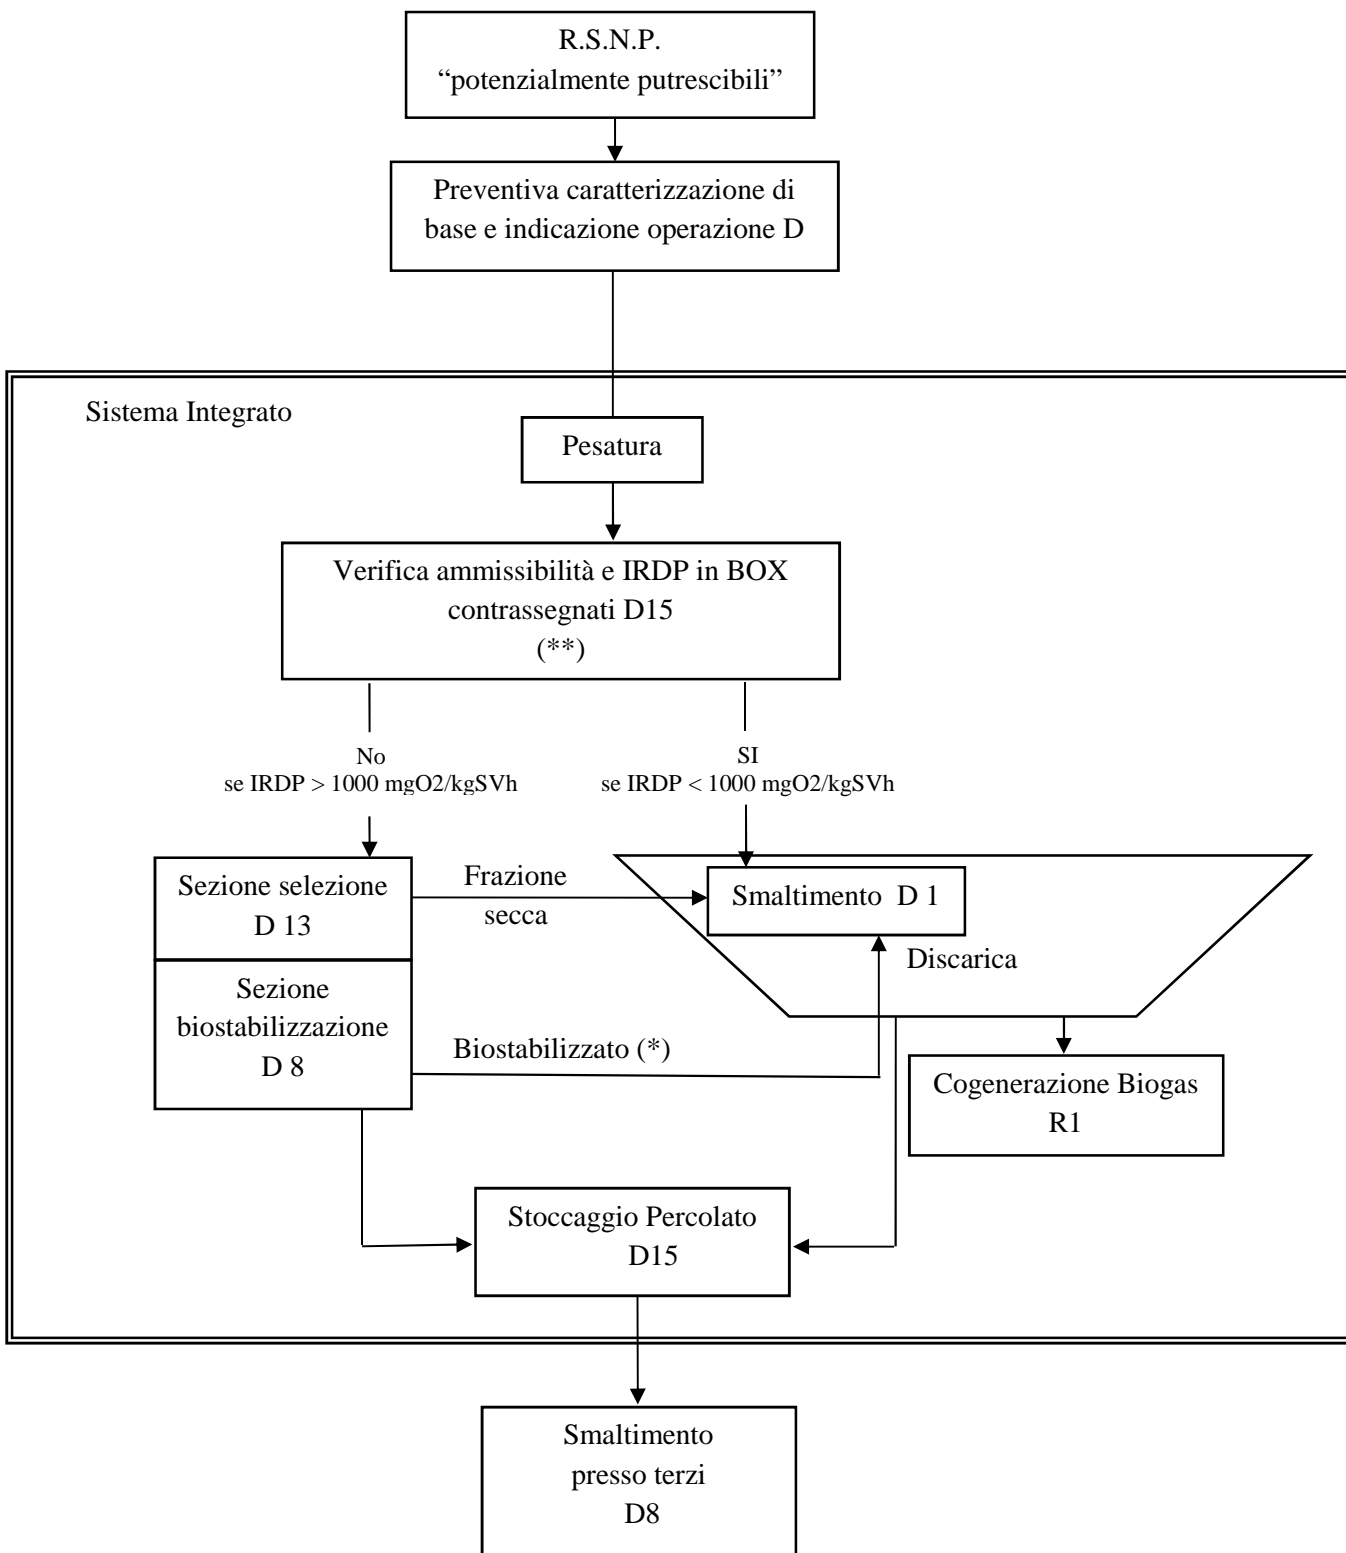 R.S.N.P.
“potenzialmente putrescibili”
Preventiva caratterizzazione di
base e indicazione operazione D
Sistema Integrato
Pesatura
Verifica ammissibilità e IRDP in BOX
contrassegnati D15
(**)
No
se IRDP > 1000 mgO2/kgSVh
SI
se IRDP < 1000 mgO2/kgSVh
Sezione selezione
D 13
Frazione
secca
Smaltimento D 1
Discarica
Sezione
biostabilizzazione
D 8
Biostabilizzato (*)
Cogenerazione Biogas
R1
Stoccaggio Percolato
D15
Smaltimento
presso terzi
D8